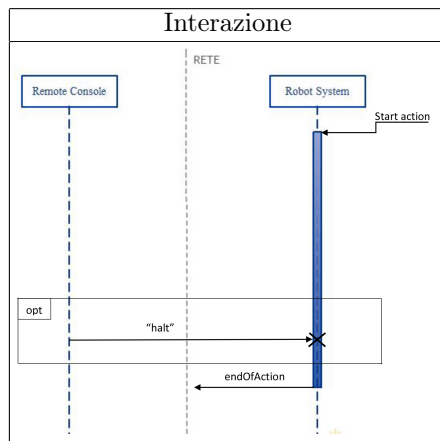 Interazione
RETE
Remote Console
Robot System
Start action
opt
“halt”
endOfAction